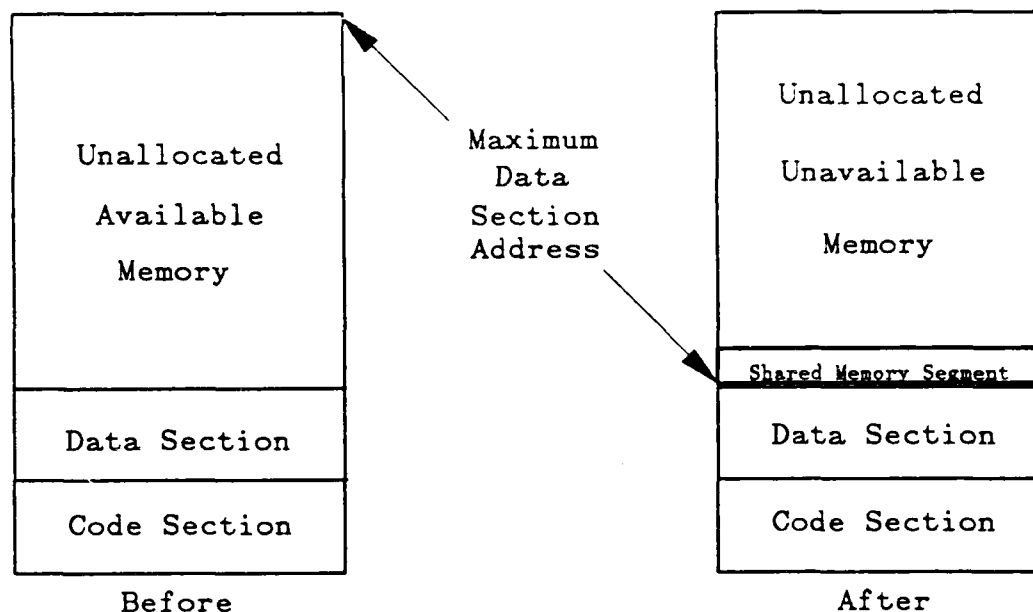 Unallocated
Available
Memory
Data Section
Code Section
Before
Maximum
Data
Section
Address
Unallocated
Unavailable
Memory
Shared Memory Segment
Data Section
Code Section
After